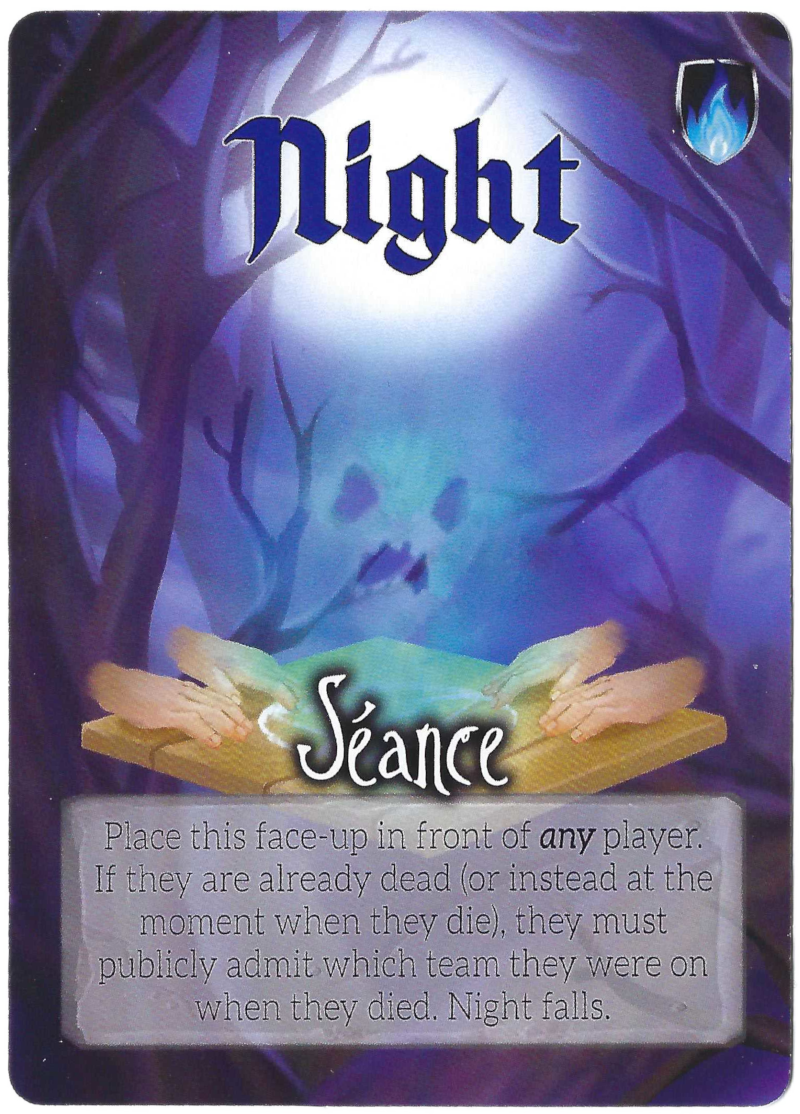 Night
Séance
Place this face-up in front of any player.
If they are already dead (or instead at the
moment when they die), they must
publicly admit which team they were on
when they died. Night falls.